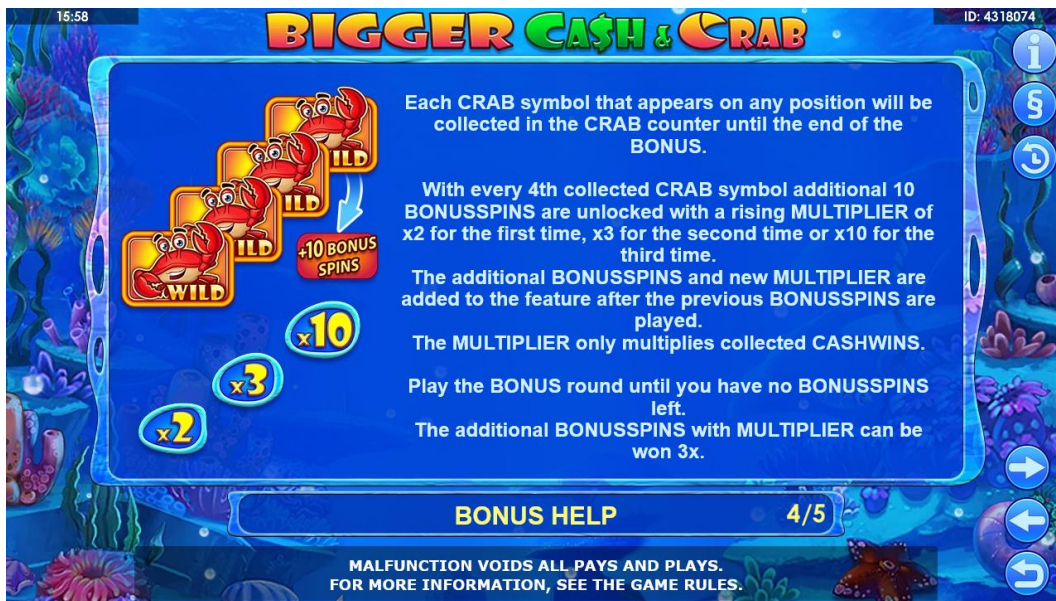 15:58
BIGGER CA$H & CRAB
ID: 4318074
i
§
WILD
WILD
WILD
WILD
+10 BONUS
SPINS
x10
x3
x2
Each CRAB symbol that appears on any position will be
collected in the CRAB counter until the end of the
BONUS.
With every 4th collected CRAB symbol additional 10
BONUSSPINS are unlocked with a rising MULTIPLIER of
x2 for the first time, x3 for the second time or x10 for the
third time.
The additional BONUSSPINS and new MULTIPLIER are
added to the feature after the previous BONUSSPINS are
played.
The MULTIPLIER only multiplies collected CASHWINS.
Play the BONUS round until you have no BONUSSPINS
left.
The additional BONUSSPINS with MULTIPLIER can be
won 3x.
BONUS HELP 4/5
MALFUNCTION VOIDS ALL PAYS AND PLAYS.
FOR MORE INFORMATION, SEE THE GAME RULES.